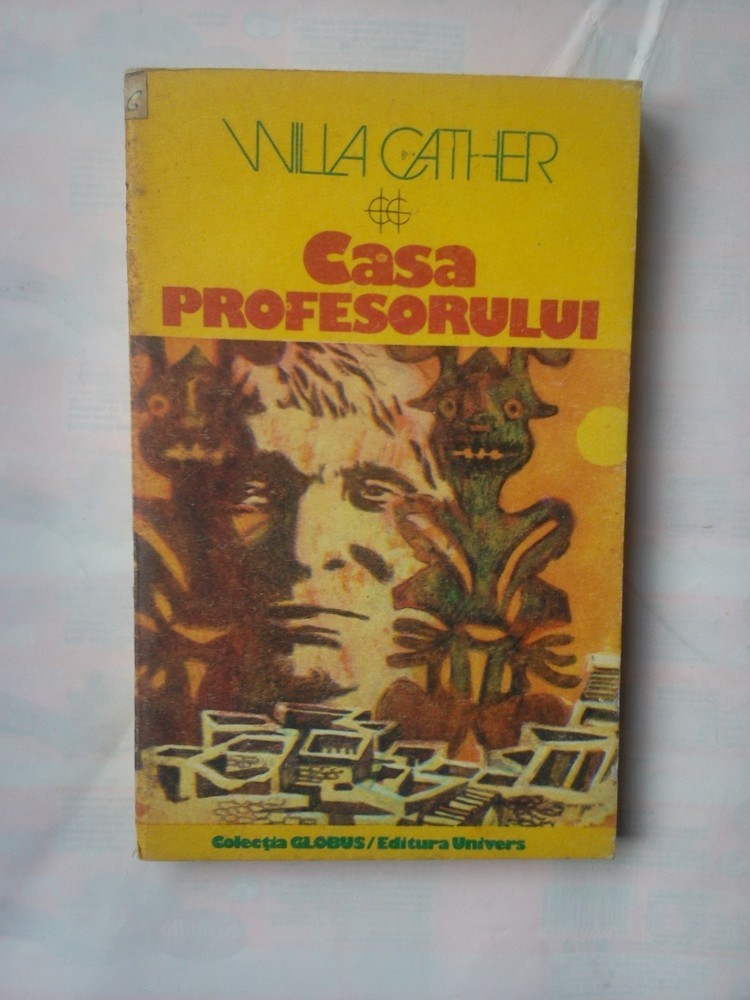 WILLA CATHER
Casa
PROFESORULUI
Colecția GLOBUS/Editura Univers